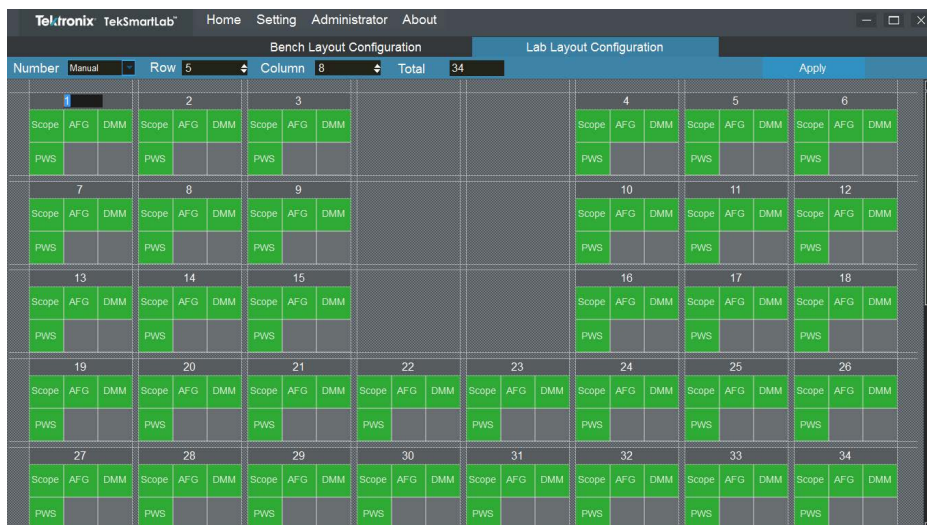 Tektronix TekSmartLab™ Home Setting Administrator About
Bench Layout Configuration Lab Layout Configuration
Number Manual Row 5 Column 8 Total 34 Apply
1 2 3 4 5 6
Scope AFG DMM Scope AFG DMM Scope AFG DMM Scope AFG DMM Scope AFG DMM Scope AFG DMM
PWS PWS PWS PWS PWS PWS
7 8 9 10 11 12
Scope AFG DMM Scope AFG DMM Scope AFG DMM Scope AFG DMM Scope AFG DMM Scope AFG DMM
PWS PWS PWS PWS PWS PWS
13 14 15 16 17 18
Scope AFG DMM Scope AFG DMM Scope AFG DMM Scope AFG DMM Scope AFG DMM Scope AFG DMM
PWS PWS PWS PWS PWS PWS
19 20 21 22 23 24 25 26
Scope AFG DMM Scope AFG DMM Scope AFG DMM Scope AFG DMM Scope AFG DMM Scope AFG DMM Scope AFG DMM Scope AFG DMM
PWS PWS PWS PWS PWS PWS PWS PWS
27 28 29 30 31 32 33 34
Scope AFG DMM Scope AFG DMM Scope AFG DMM Scope AFG DMM Scope AFG DMM Scope AFG DMM Scope AFG DMM Scope AFG DMM
PWS PWS PWS PWS PWS PWS PWS PWS